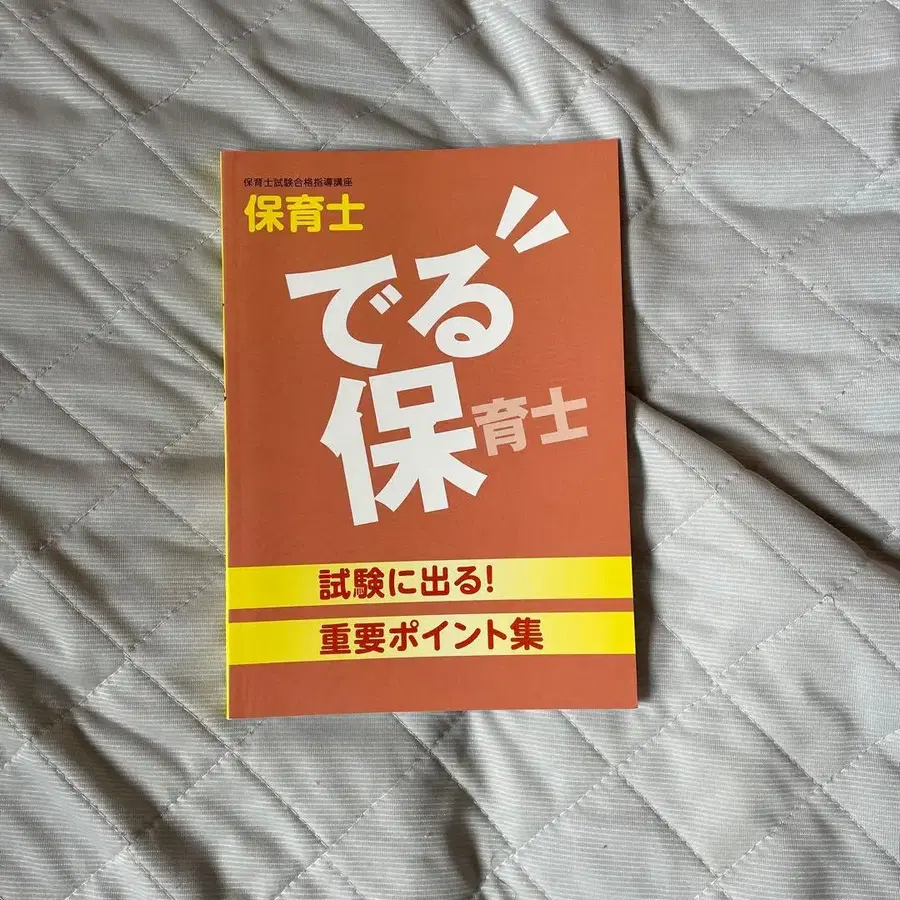 保育士試験合格指導講座
保育士
でる
保育士
試験に出る!
重要ポイント集